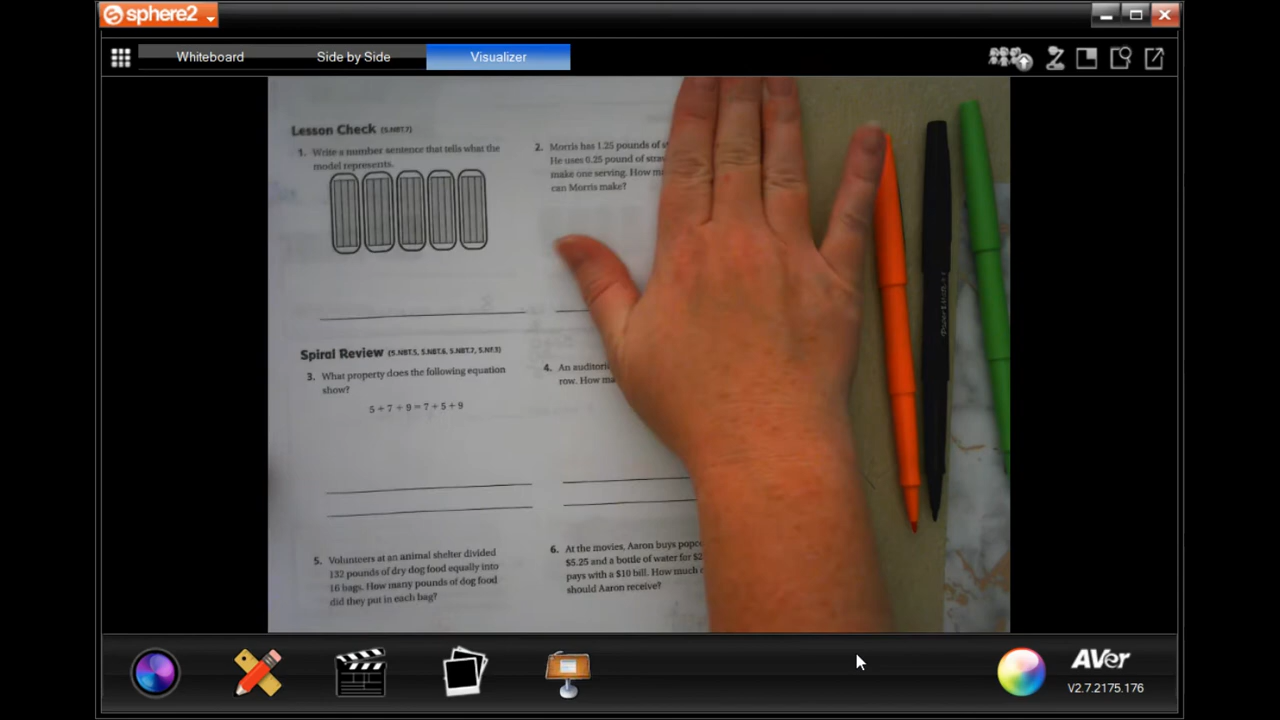 sphere2
Whiteboard
Side by Side
Visualizer
Lesson Check (5.NBT.7)
1. Write a number sentence that tells what the
model represents.
2. Morris has 1.25 pounds of
He uses 0.25 pound of
make one serving. How
can Morris make?
Spiral Review (5.NBT.5, 5.NBT.6, 5.NBT.7, 5.NF.3)
3. What property does the following equation
show?
5 + 7 + 9 = 7 + 5 + 9
4. An
row. How
5. Volunteers at an animal shelter divided
132 pounds of dry dog food equally into
16 bags. How many pounds of dog food
did they put in each bag?
6. At the movies, Aaron buys
$5.25 and a bottle of water for
pays with a $10 bill. How much
should Aaron receive?
AVer
V2.7.2175.176